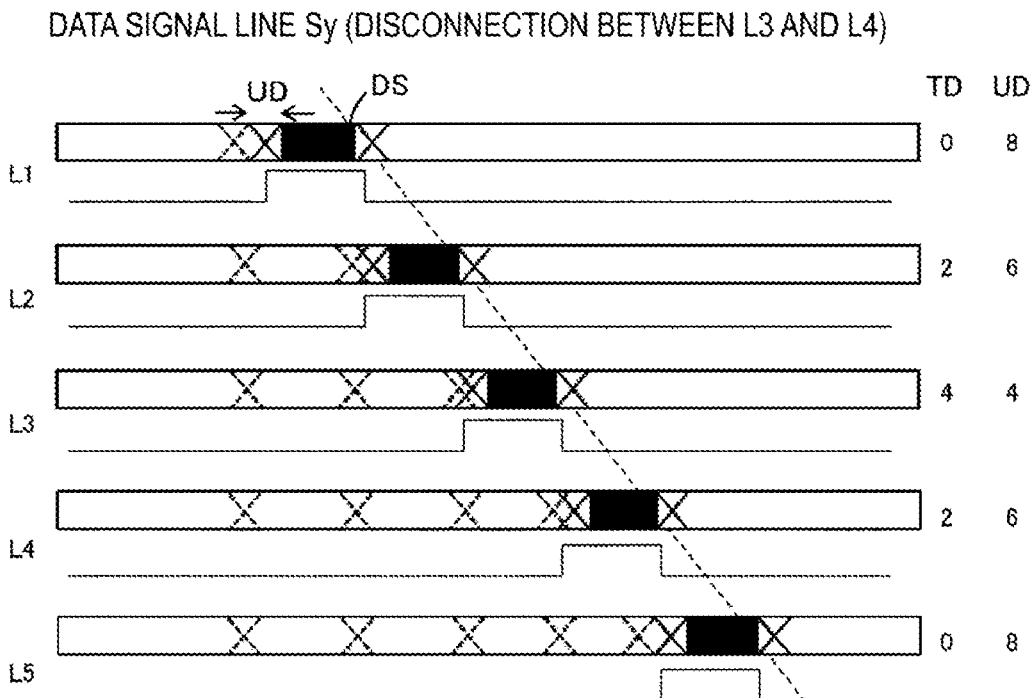 DATA SIGNAL LINE Sy (DISCONNECTION BETWEEN L3 AND L4)
UD DS TD UD
0 8
L1
2 6
L2
4 4
L3
2 6
L4
0 8
L5